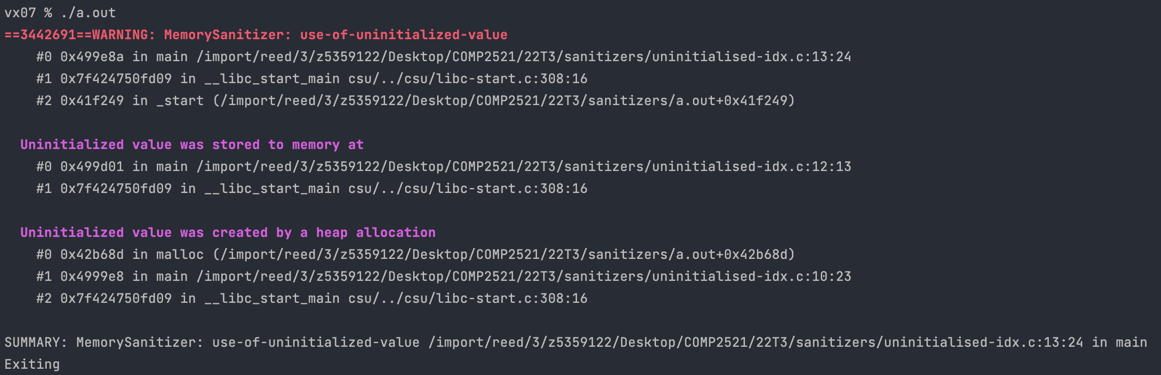 vx07 % ./a.out
==3442691==WARNING: MemorySanitizer: use-of-uninitialized-value
#0 0x499e8a in main /import/reed/3/z5359122/Desktop/COMP2521/22T3/sanitizers/uninitialised-idx.c:13:24
#1 0x7f424750fd09 in __libc_start_main csu/../csu/libc-start.c:308:16
#2 0x41f249 in _start (/import/reed/3/z5359122/Desktop/COMP2521/22T3/sanitizers/a.out+0x41f249)
Uninitialized value was stored to memory at
#0 0x499d01 in main /import/reed/3/z5359122/Desktop/COMP2521/22T3/sanitizers/uninitialised-idx.c:12:13
#1 0x7f424750fd09 in __libc_start_main csu/../csu/libc-start.c:308:16
Uninitialized value was created by a heap allocation
#0 0x42b68d in malloc (/import/reed/3/z5359122/Desktop/COMP2521/22T3/sanitizers/a.out+0x42b68d)
#1 0x4999e8 in main /import/reed/3/z5359122/Desktop/COMP2521/22T3/sanitizers/uninitialised-idx.c:10:23
#2 0x7f424750fd09 in __libc_start_main csu/../csu/libc-start.c:308:16
SUMMARY: MemorySanitizer: use-of-uninitialized-value /import/reed/3/z5359122/Desktop/COMP2521/22T3/sanitizers/uninitialised-idx.c:13:24 in main
Exiting